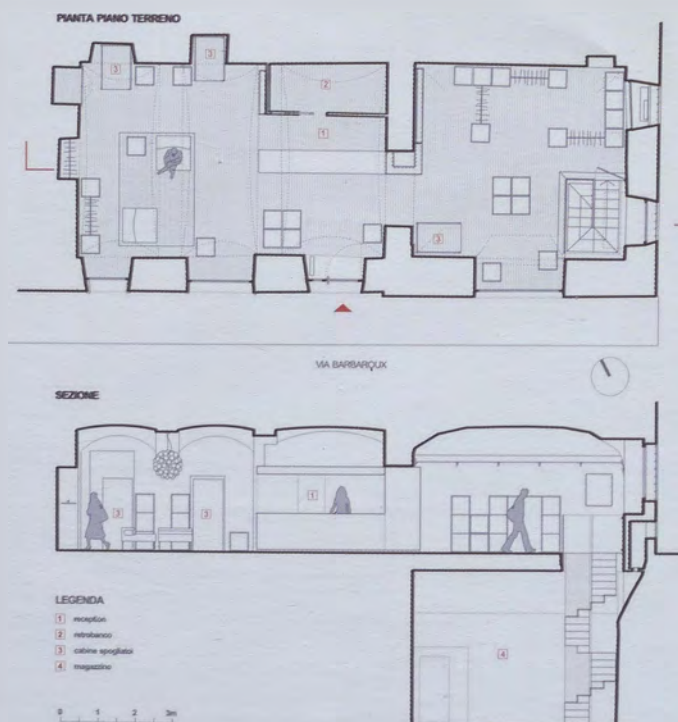 PIANTA PIANO TERRENO
3
3
2
1
3
VIA BARBAROUX
SEZIONE
1
3
3
4
LEGENDA
1 reception
2 retrobanco
3 cabine spogliatoi
4 magazzino
0 1 2 3m